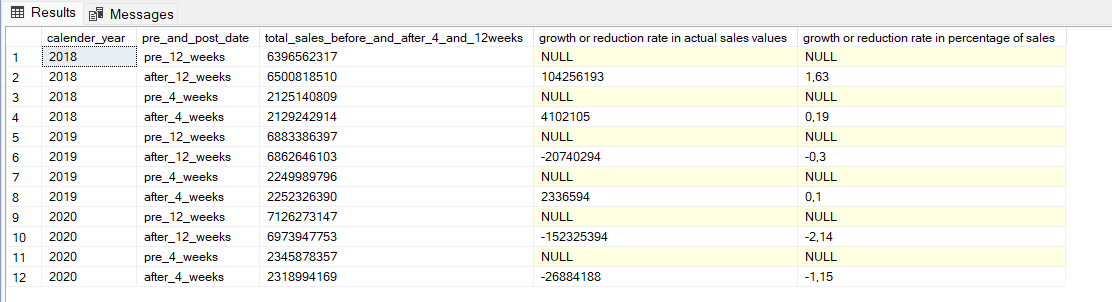 Results Messages
calender_year pre_and_post_date total_sales_before_and_after_4_and_12weeks growth or reduction rate in actual sales values growth or reduction rate in percentage of sales
1 2018 pre_12_weeks 6396562317 NULL NULL
2 2018 after_12_weeks 6500818510 104256193 1,63
3 2018 pre_4_weeks 2125140809 NULL NULL
4 2018 after_4_weeks 2129242914 4102105 0,19
5 2019 pre_12_weeks 6883386397 NULL NULL
6 2019 after_12_weeks 6862646103 -20740294 -0,3
7 2019 pre_4_weeks 2249989796 NULL NULL
8 2019 after_4_weeks 2252326390 2336594 0,1
9 2020 pre_12_weeks 7126273147 NULL NULL
10 2020 after_12_weeks 6973947753 -152325394 -2,14
11 2020 pre_4_weeks 2345878357 NULL NULL
12 2020 after_4_weeks 2318994169 -26884188 -1,15